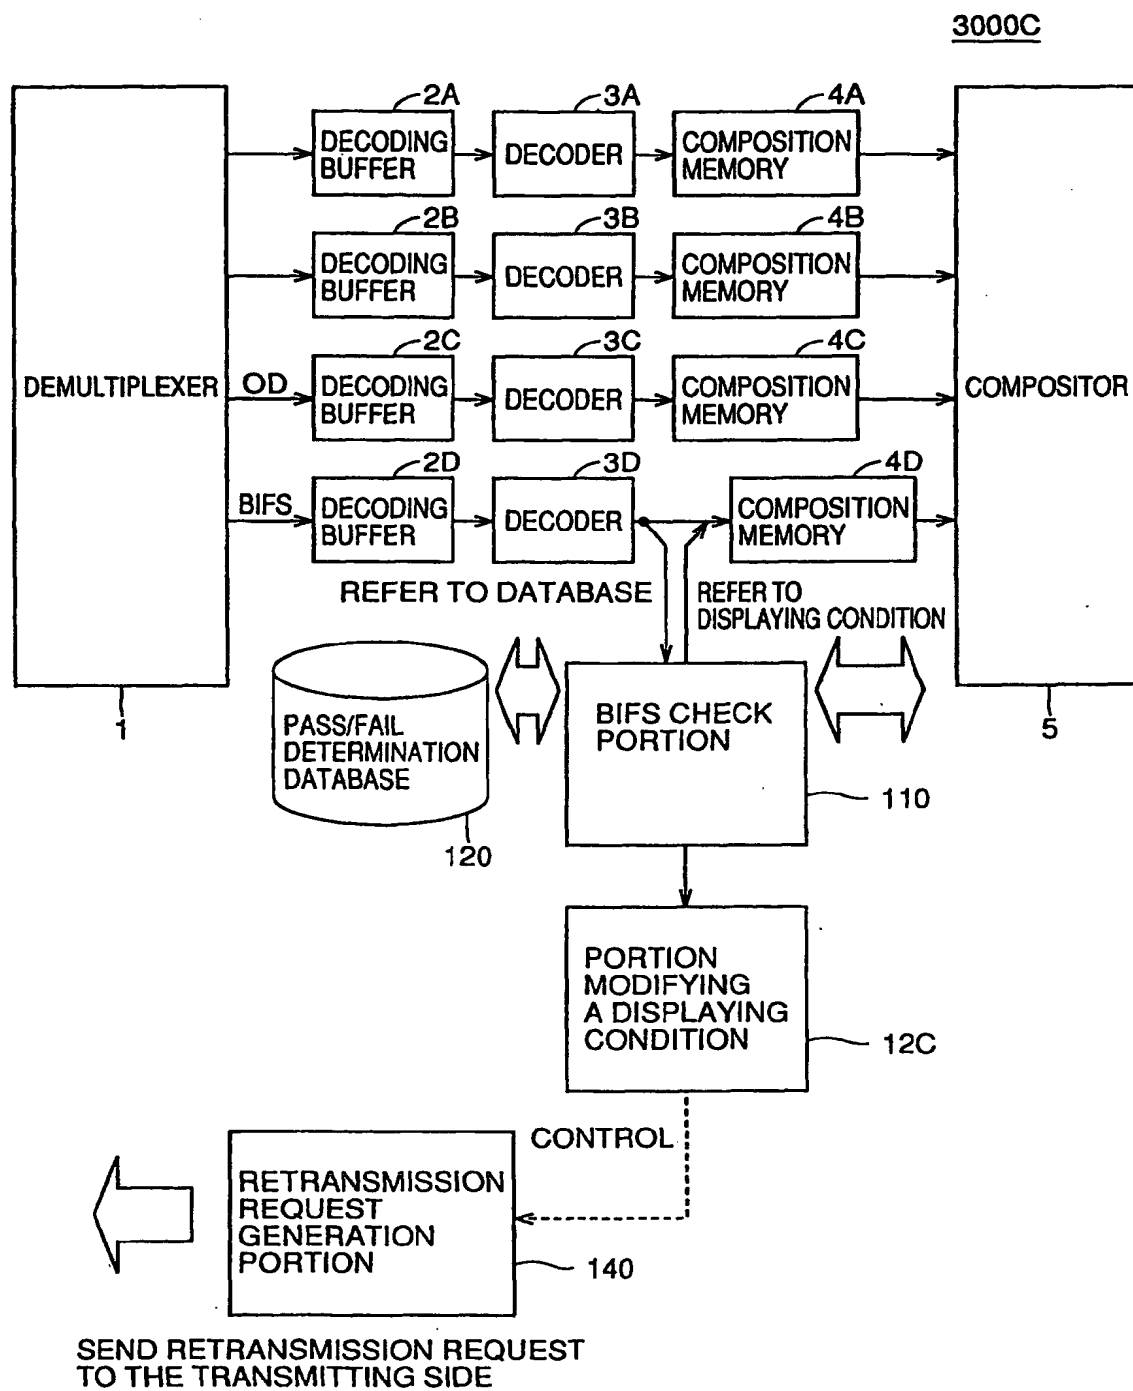 3000C
2A
3A
4A
DECODING
BUFFER
DECODER
COMPOSITION
MEMORY
2B
3B
4B
DECODING
BUFFER
DECODER
COMPOSITION
MEMORY
2C
3C
4C
DEMULTIPLEXER
OD
DECODING
BUFFER
DECODER
COMPOSITION
MEMORY
COMPOSITOR
2D
3D
4D
BIFS
DECODING
BUFFER
DECODER
COMPOSITION
MEMORY
REFER TO DATABASE
REFER TO
DISPLAYING CONDITION
1
5
PASS/FAIL
DETERMINATION
DATABASE
BIFS CHECK
PORTION
110
120
PORTION
MODIFYING
A DISPLAYING
CONDITION
12C
CONTROL
RETRANSMISSION
REQUEST
GENERATION
PORTION
140
SEND RETRANSMISSION REQUEST
TO THE TRANSMITTING SIDE